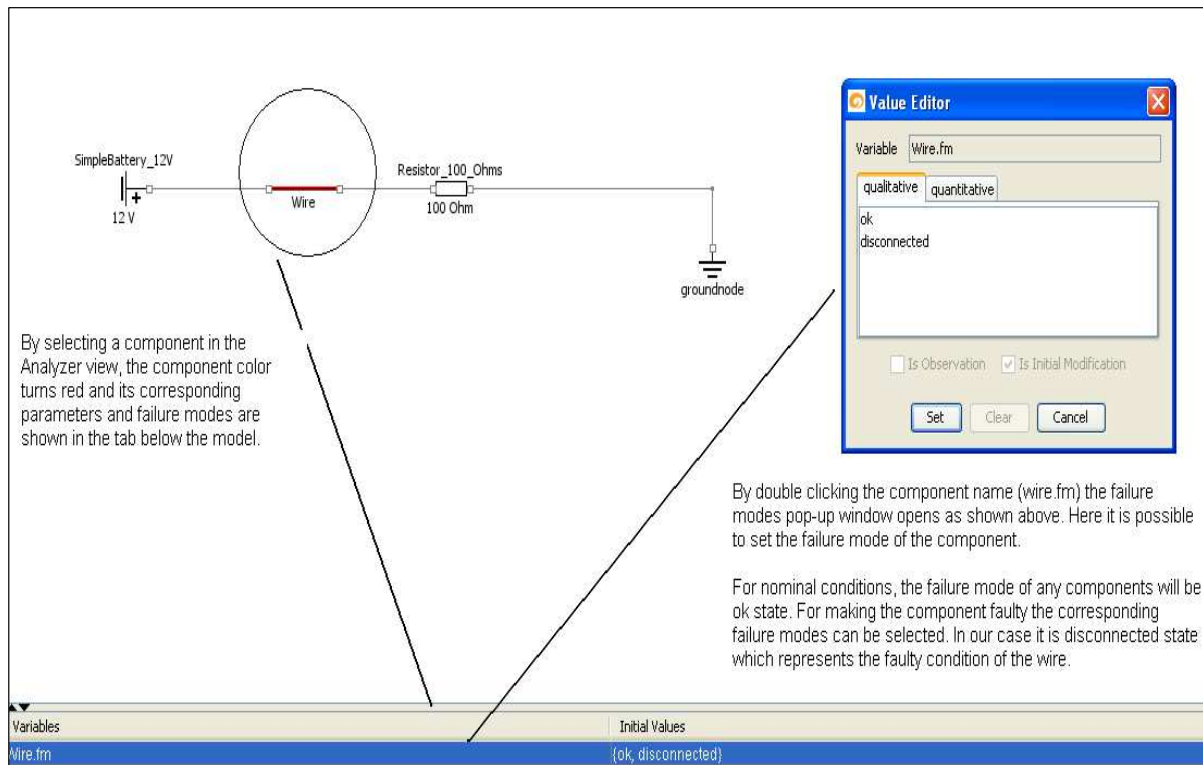 SimpleBattery_12V
12 V
Wire
Resistor_100_Ohms
100 Ohm
groundnode
Value Editor
Variable Wire.fm
qualitative quantitative
ok
disconnected
Is Observation Is Initial Modification
Set Clear Cancel
By selecting a component in the
Analyzer view, the component color
turns red and its corresponding
parameters and failure modes are
shown in the tab below the model.
By double clicking the component name (wire.fm) the failure
modes pop-up window opens as shown above. Here it is possible
to set the failure mode of the component.
For nominal conditions, the failure mode of any components will be
ok state. For making the component faulty the corresponding
failure modes can be selected. In our case it is disconnected state
which represents the faulty condition of the wire.
Variables Initial Values
Wire.fm {ok, disconnected}